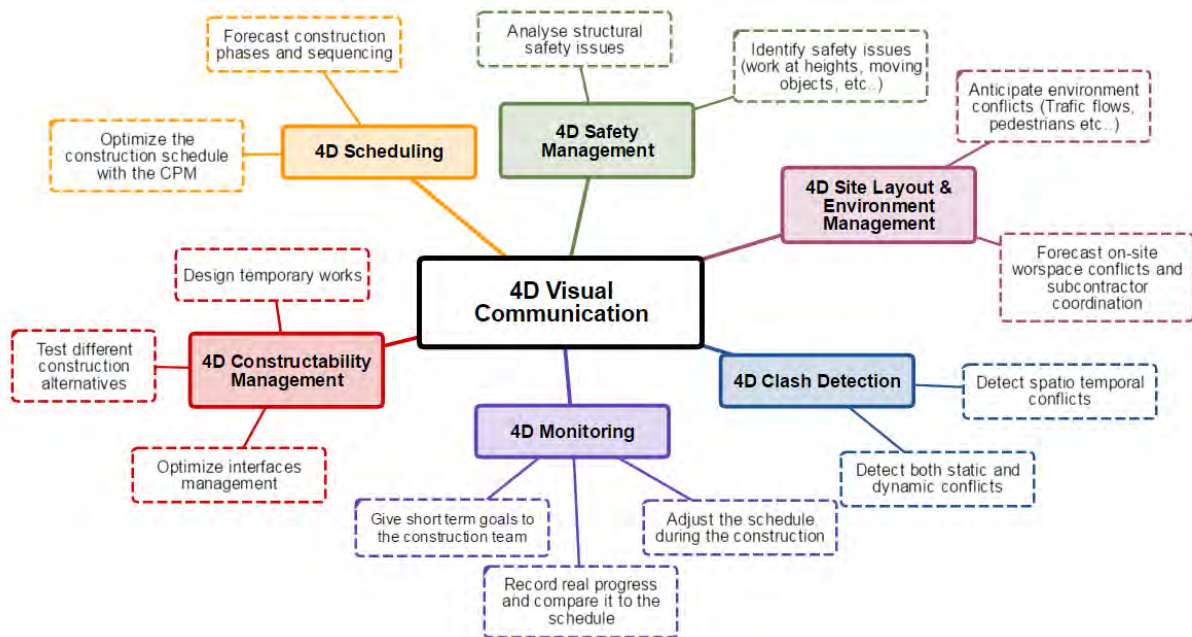 Forecast construction
phases and sequencing
Analyse structural
safety issues
Identify safety issues
(work at heights, moving
objects, etc..)
Anticipate environment
conflicts (Trafic flows,
pedestrians etc..)
Optimize the
construction schedule
with the CPM
4D Scheduling
4D Safety
Management
4D Site Layout &
Environment
Management
Design temporary works
4D Visual
Communication
Forecast on-site
worspace conflicts and
subcontractor
coordination
Test different
construction
alternatives
4D Constructability
Management
4D Clash Detection
Detect spatio temporal
conflicts
4D Monitoring
Optimize interfaces
management
Detect both static and
dynamic conflicts
Give short term goals to
the construction team
Adjust the schedule
during the construction
Record real progress
and compare it to the
schedule